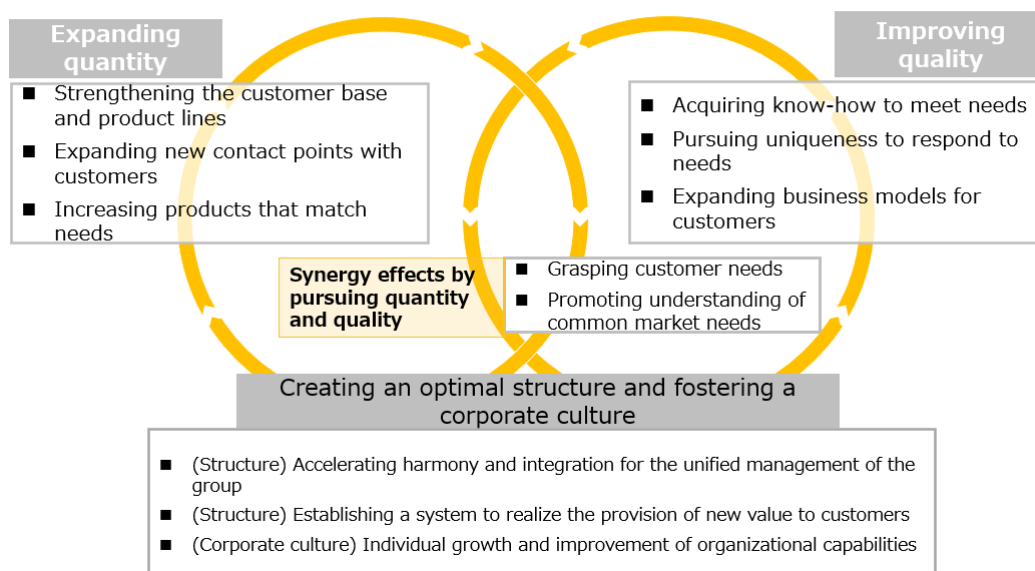 Expanding
quantity
■ Strengthening the customer base
and product lines
■ Expanding new contact points with
customers
■ Increasing products that match
needs
Improving
quality
■ Acquiring know-how to meet needs
■ Pursuing uniqueness to respond to
needs
■ Expanding business models for
customers
Synergy effects by
pursuing quantity
and quality
■ Grasping customer needs
■ Promoting understanding of
common market needs
Creating an optimal structure and fostering a
corporate culture
■ (Structure) Accelerating harmony and integration for the unified management of the
group
■ (Structure) Establishing a system to realize the provision of new value to customers
■ (Corporate culture) Individual growth and improvement of organizational capabilities